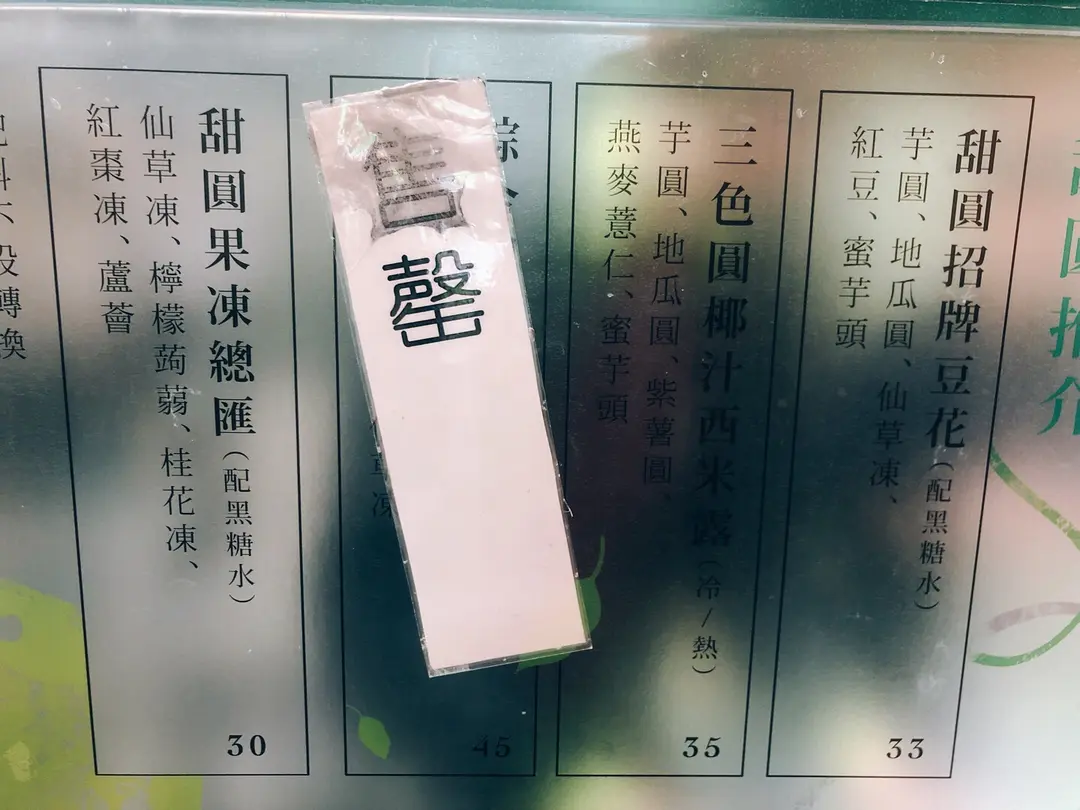 甜圓招牌豆花（配黑糖水）
芋圓、地瓜圓、仙草凍、
紅豆、蜜芋頭
33
三色圓椰汁西米露（冷/熱）
芋圓、地瓜圓、紫薯圓、
燕麥薏仁、蜜芋頭
35
綜
45
售罄
甜圓果凍總匯（配黑糖水）
仙草凍、檸檬蒟蒻、桂花凍、
紅棗凍、蘆薈
30
轉換